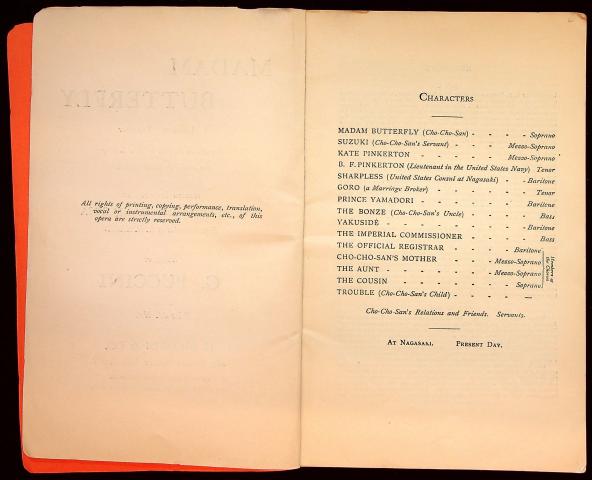 All rights of printing, copying, performance, translation,
vocal or instrumental arrangements, etc., of this
opera are strictly reserved.
CHARACTERS
MADAM BUTTERFLY (Cho-Cho-San) - - - - Soprano
SUZUKI (Cho-Cho-San's Servant) - - - Mezzo-Soprano
KATE PINKERTON - - - - - Mezzo-Soprano
B. F. PINKERTON (Lieutenant in the United States Navy) Tenor
SHARPLESS (United States Consul at Nagasaki) - - Baritone
GORO (a Marriage Broker) - - - - - Tenor
PRINCE YAMADORI - - - - - Baritone
THE BONZE (Cho-Cho-San's Uncle) - - - - Bass
YAKUSIDÉ - - - - - - - Baritone
THE IMPERIAL COMMISSIONER - - - - Bass
THE OFFICIAL REGISTRAR - - - Baritone
CHO-CHO-SAN'S MOTHER - - - Mezzo-Soprano
THE AUNT - - - - - - Mezzo-Soprano
THE COUSIN - - - - - - Soprano
Members of
the Chorus
TROUBLE (Cho-Cho-San's Child) - - - - —
Cho-Cho-San's Relations and Friends. Servants.
AT NAGASAKI. PRESENT DAY.